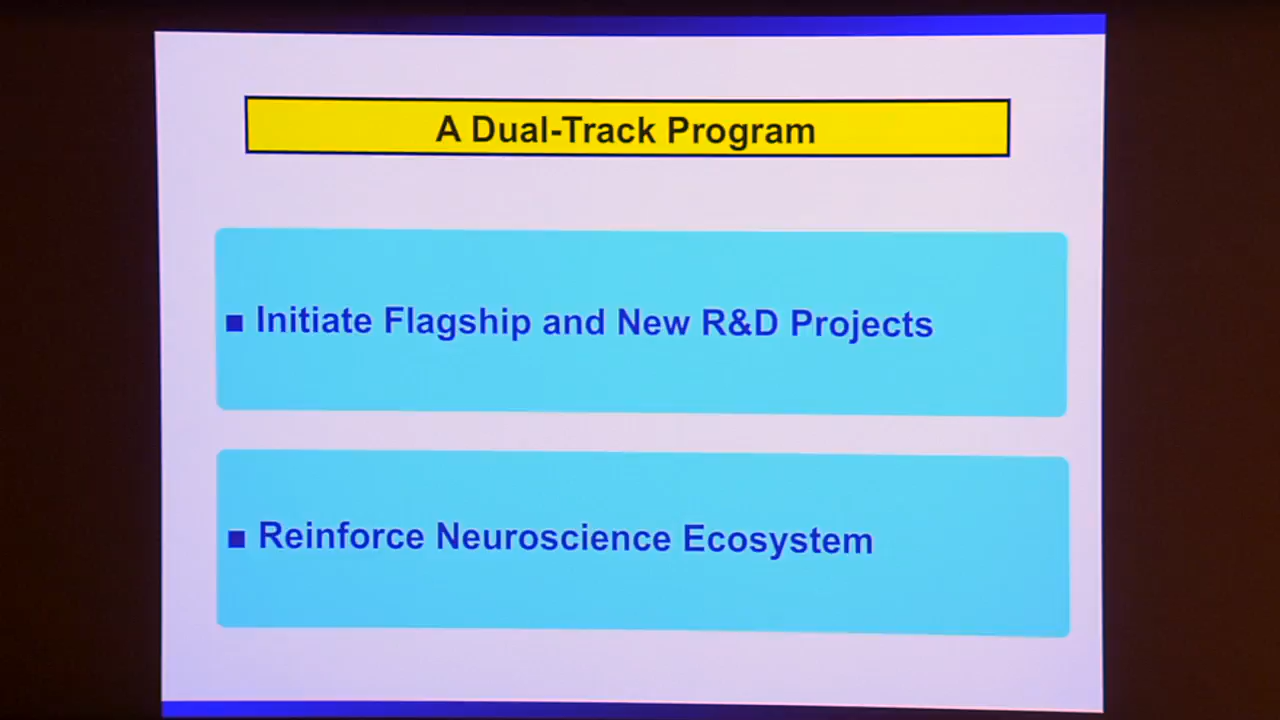 A Dual-Track Program
▪ Initiate Flagship and New R&D Projects
▪ Reinforce Neuroscience Ecosystem